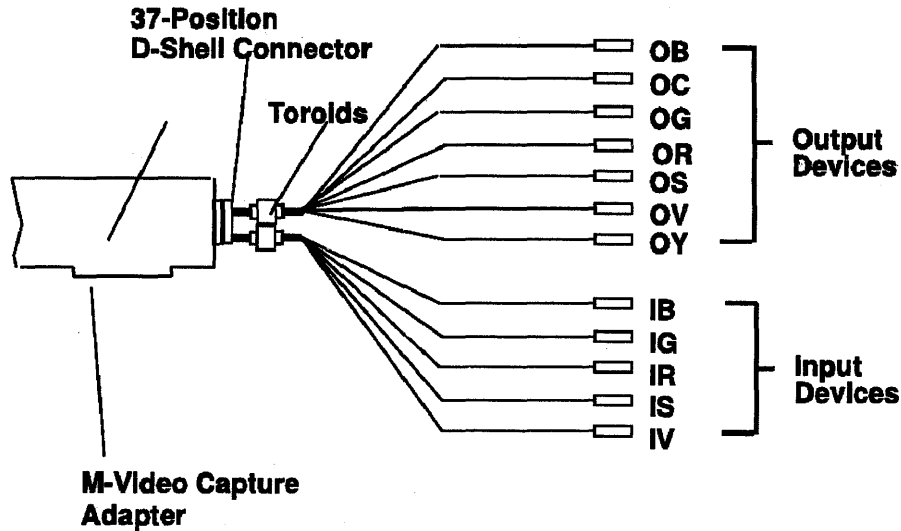 37-Position
D-Shell Connector
Toroids
OB
OC
OG
OR
OS
OV
OY
Output
Devices
IB
IG
IR
IS
IV
Input
Devices
M-Video Capture
Adapter